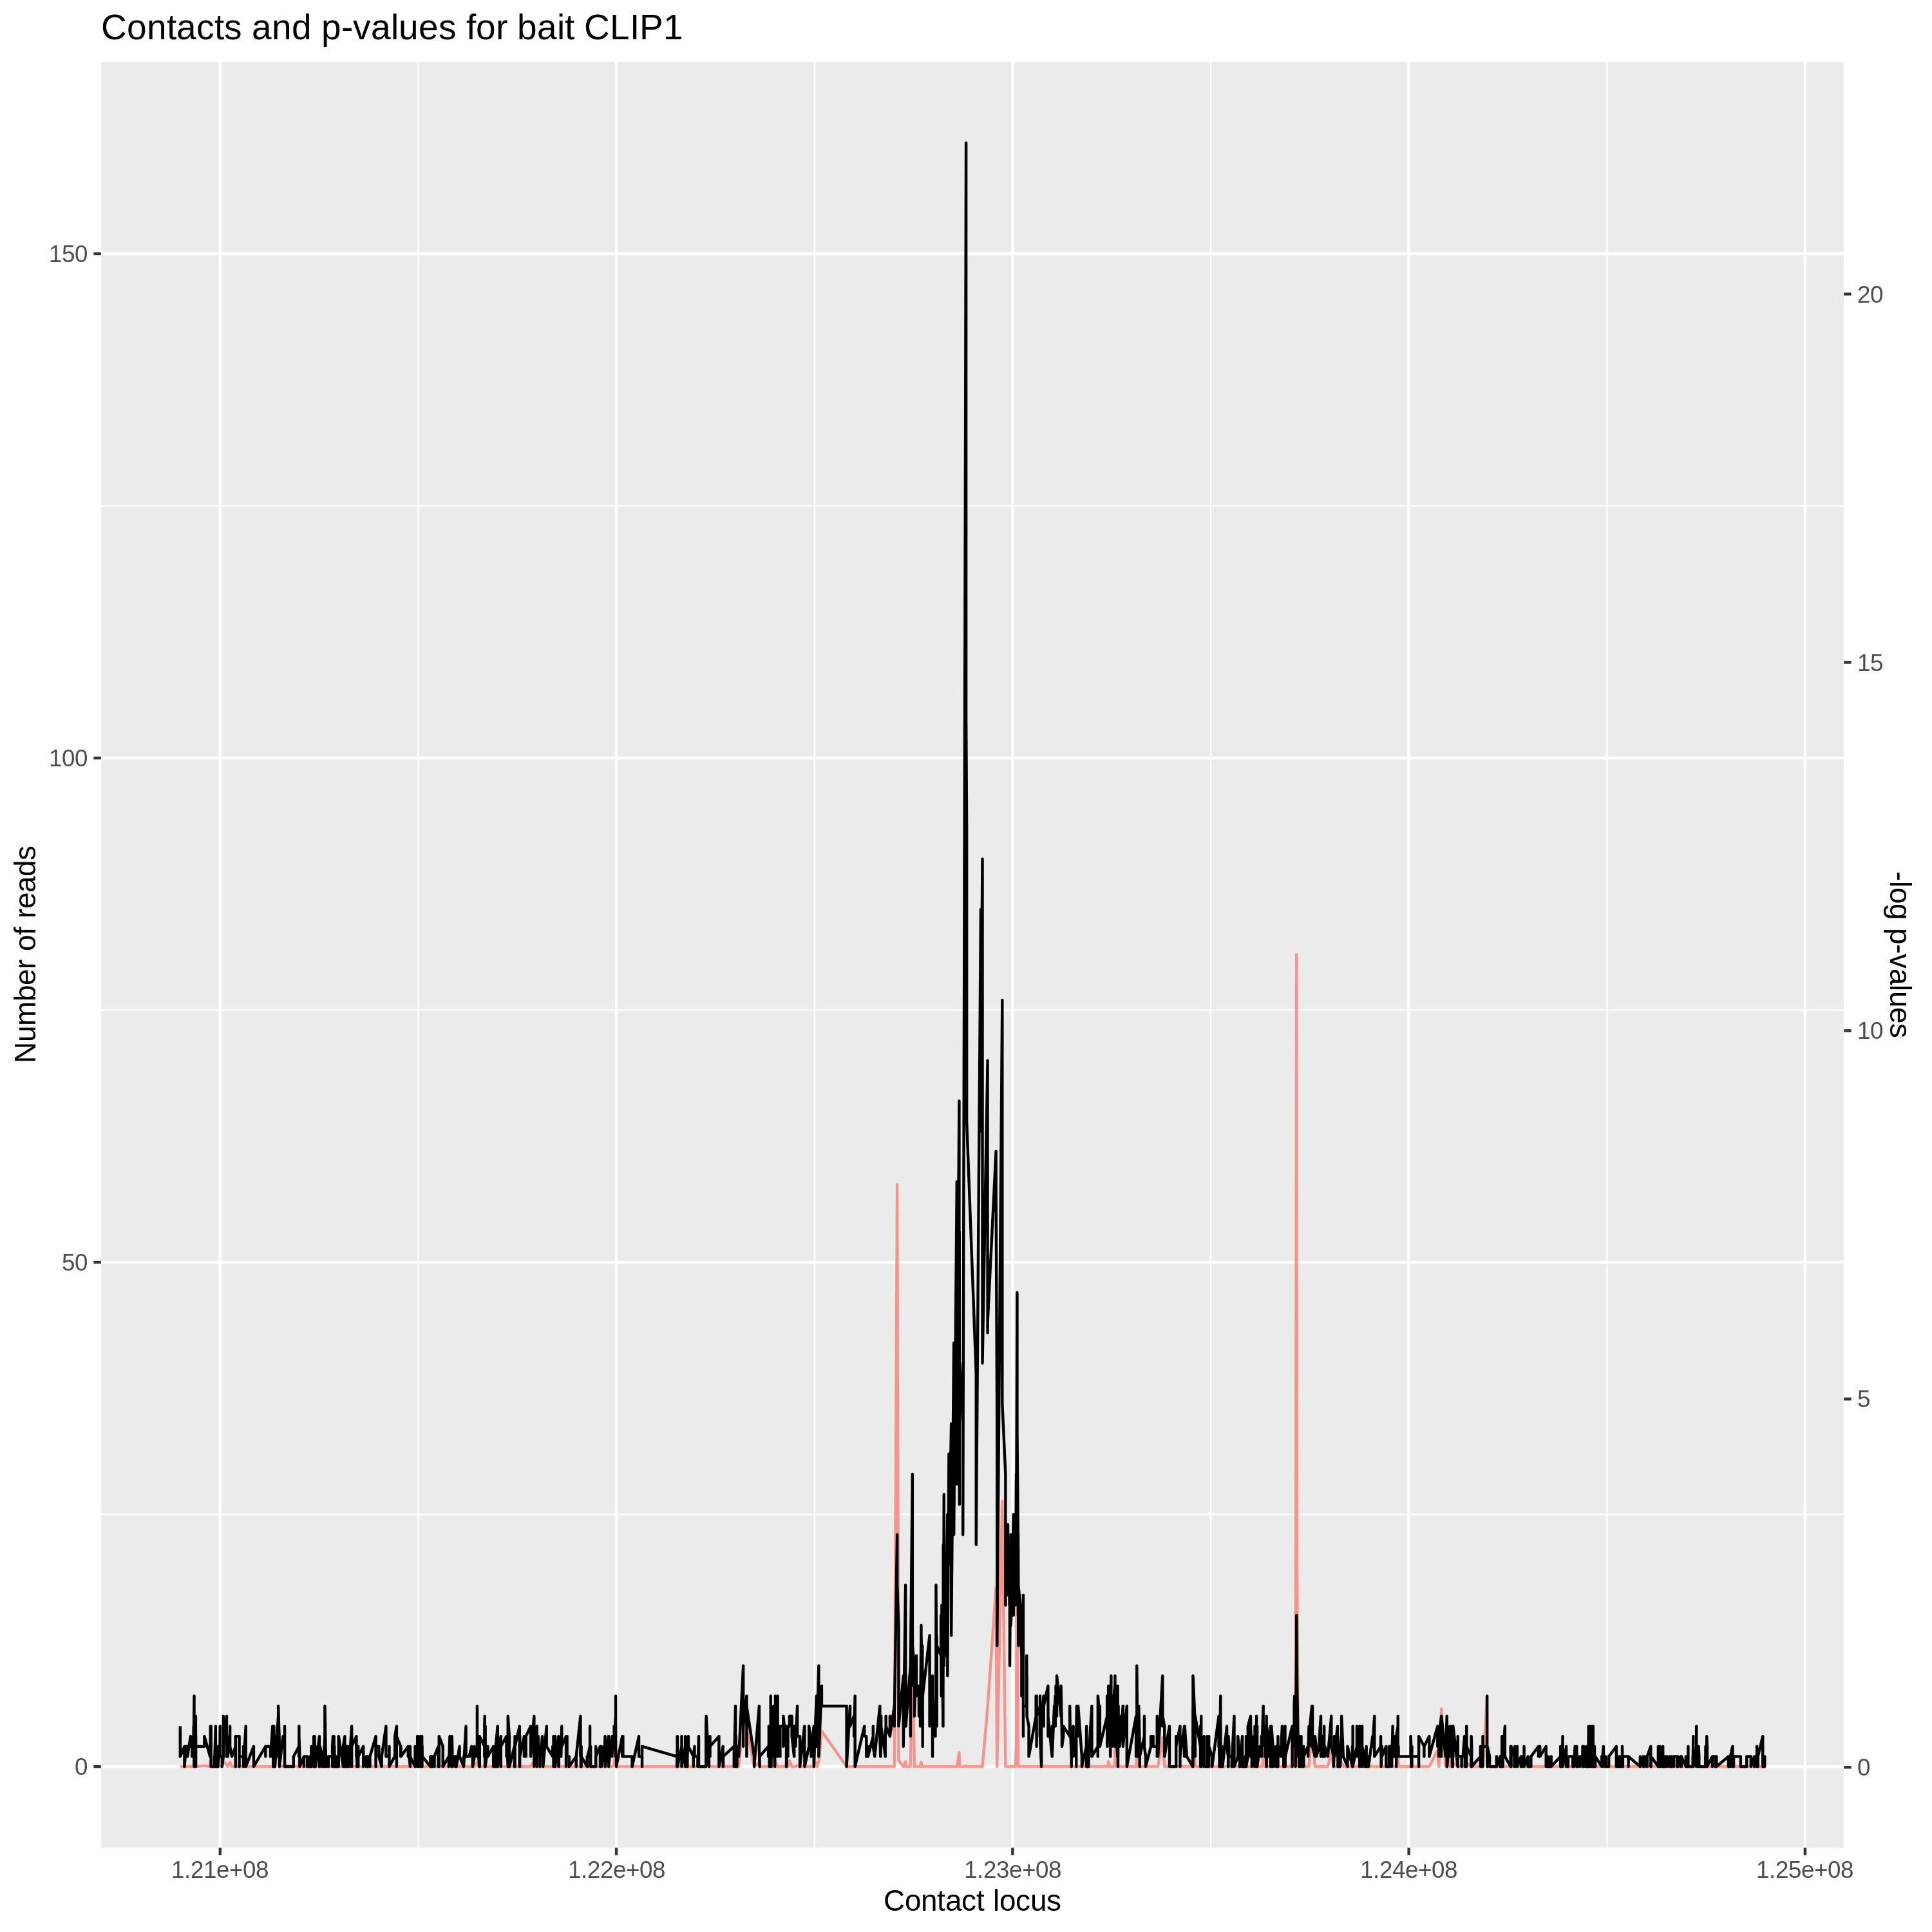 Contacts and p-values for bait CLIP1
150
100
50
0
Number of reads
20
15
10
5
0
-log p-values
1.21e+08
1.22e+08
1.23e+08
1.24e+08
1.25e+08
Contact locus